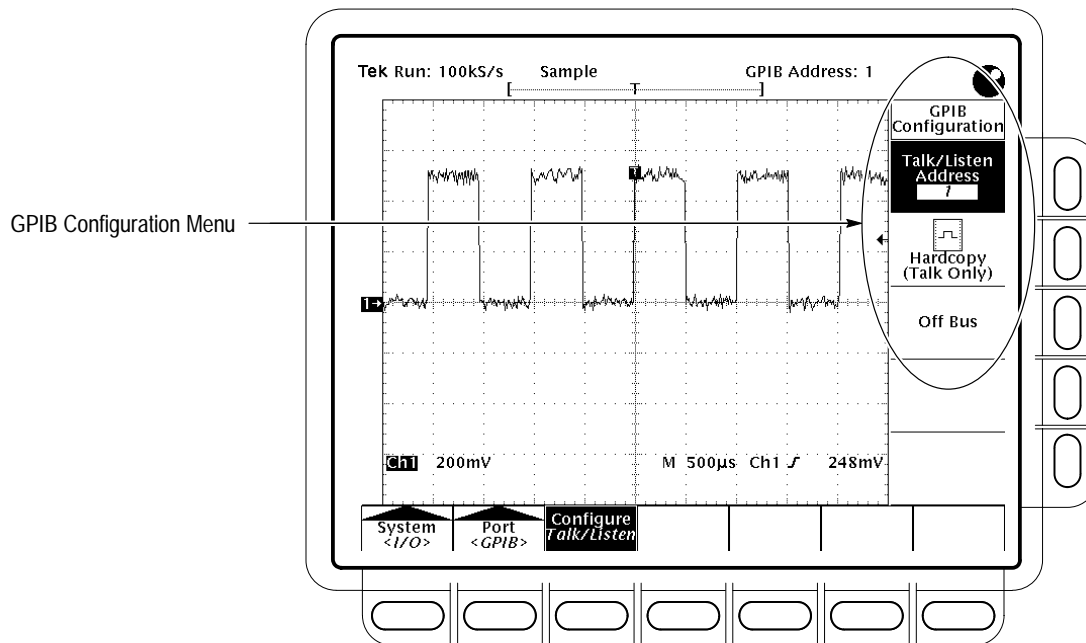 Tek Run: 100kS/s Sample GPIB Address: 1
[ T ]
GPIB
Configuration
Talk/Listen
Address
1
T
GPIB Configuration Menu
Hardcopy
(Talk Only)
1→
Off Bus
Ch1 200mV M 500µs Ch1 248mV
System
<I/O>
Port
<GPIB>
Configure
Talk/Listen